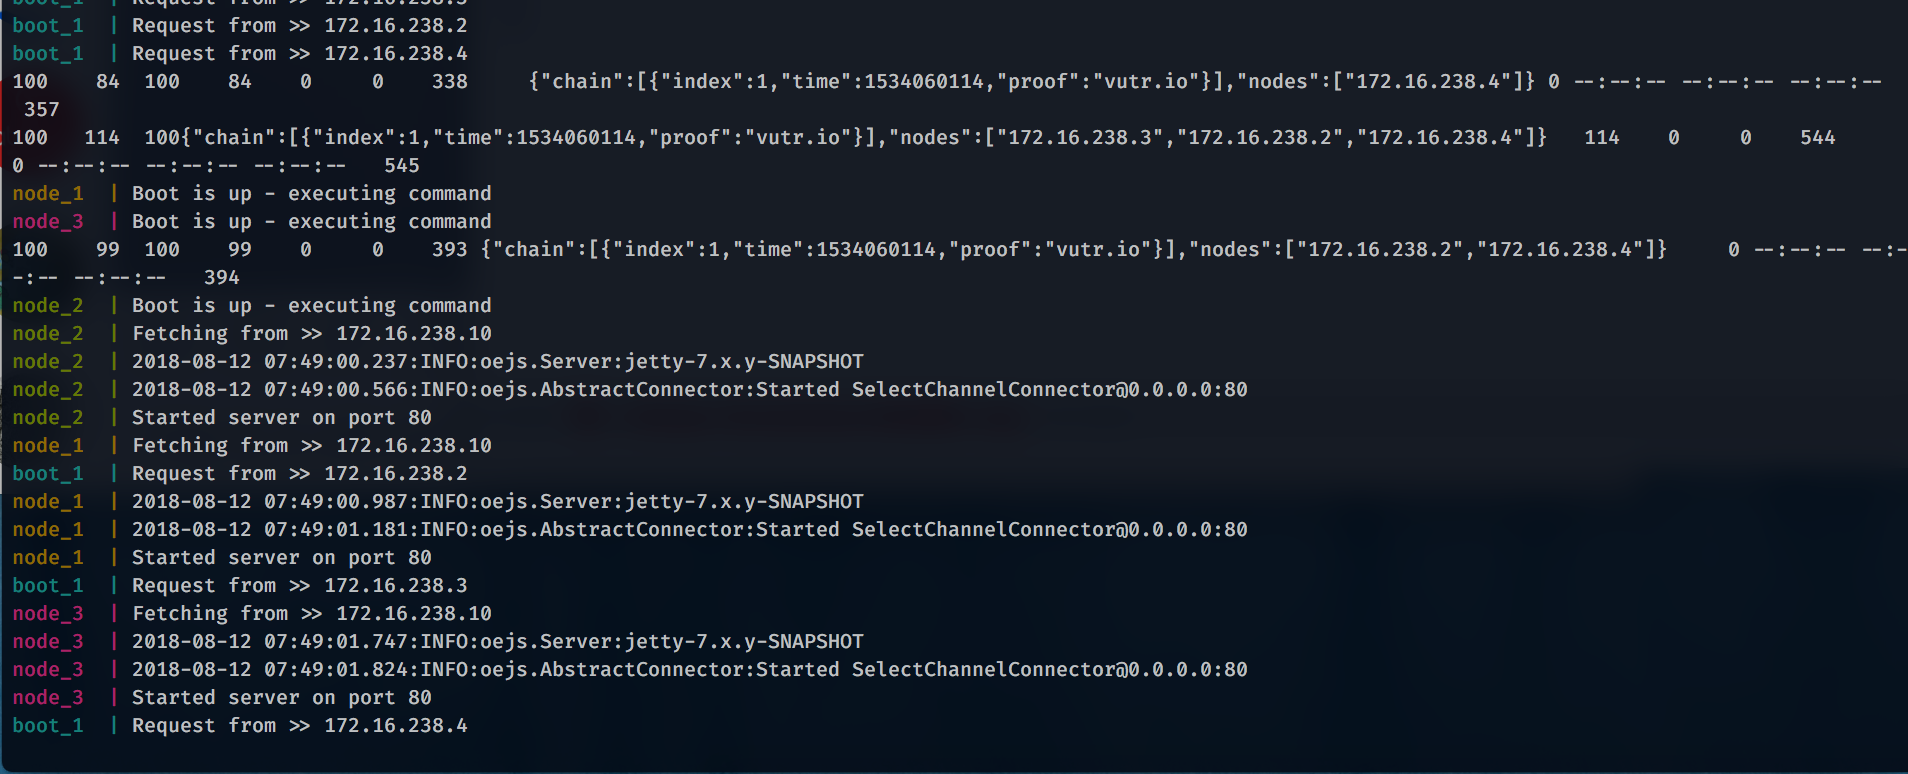 boot_1  | Request from >> 172.16.238.3
boot_1  | Request from >> 172.16.238.2
boot_1  | Request from >> 172.16.238.4
100    84  100    84    0     0    338     {"chain":[{"index":1,"time":1534060114,"proof":"vutr.io"}],"nodes":["172.16.238.4"]} 0 --:--:-- --:--:-- --:--:--
 357
100   114  100{"chain":[{"index":1,"time":1534060114,"proof":"vutr.io"}],"nodes":["172.16.238.3","172.16.238.2","172.16.238.4"]}   114    0     0    544
0 --:--:-- --:--:-- --:--:--   545
node_1  | Boot is up - executing command
node_3  | Boot is up - executing command
100    99  100    99    0     0    393 {"chain":[{"index":1,"time":1534060114,"proof":"vutr.io"}],"nodes":["172.16.238.2","172.16.238.4"]}     0 --:--:-- --:-
-:-- --:--:--   394
node_2  | Boot is up - executing command
node_2  | Fetching from >> 172.16.238.10
node_2  | 2018-08-12 07:49:00.237:INFO:oejs.Server:jetty-7.x.y-SNAPSHOT
node_2  | 2018-08-12 07:49:00.566:INFO:oejs.AbstractConnector:Started SelectChannelConnector@0.0.0.0:80
node_2  | Started server on port 80
node_1  | Fetching from >> 172.16.238.10
boot_1  | Request from >> 172.16.238.2
node_1  | 2018-08-12 07:49:00.987:INFO:oejs.Server:jetty-7.x.y-SNAPSHOT
node_1  | 2018-08-12 07:49:01.181:INFO:oejs.AbstractConnector:Started SelectChannelConnector@0.0.0.0:80
node_1  | Started server on port 80
boot_1  | Request from >> 172.16.238.3
node_3  | Fetching from >> 172.16.238.10
node_3  | 2018-08-12 07:49:01.747:INFO:oejs.Server:jetty-7.x.y-SNAPSHOT
node_3  | 2018-08-12 07:49:01.824:INFO:oejs.AbstractConnector:Started SelectChannelConnector@0.0.0.0:80
node_3  | Started server on port 80
boot_1  | Request from >> 172.16.238.4